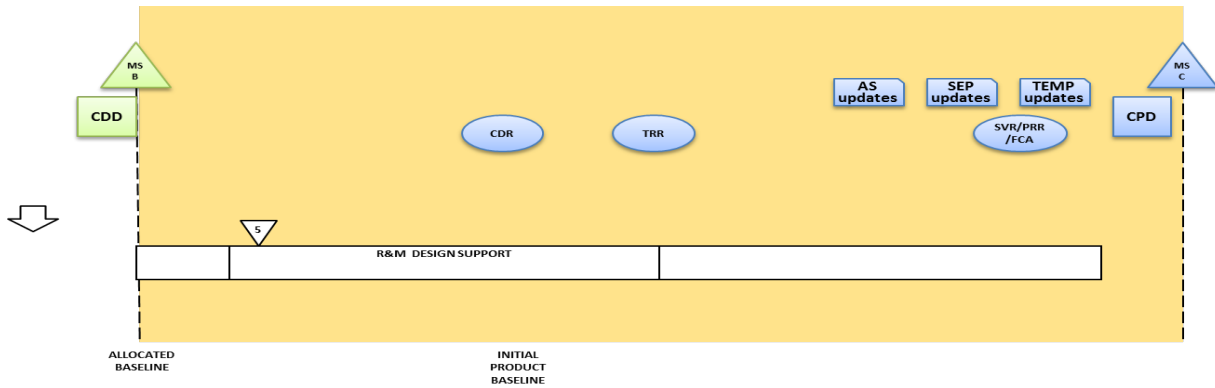 MS
B
MS
C
CDD
AS
updates
SEP
updates
TEMP
updates
CPD
CDR
TRR
SVR/PRR
/FCA
5
R&M DESIGN SUPPORT
ALLOCATED
BASELINE
INITIAL
PRODUCT
BASELINE